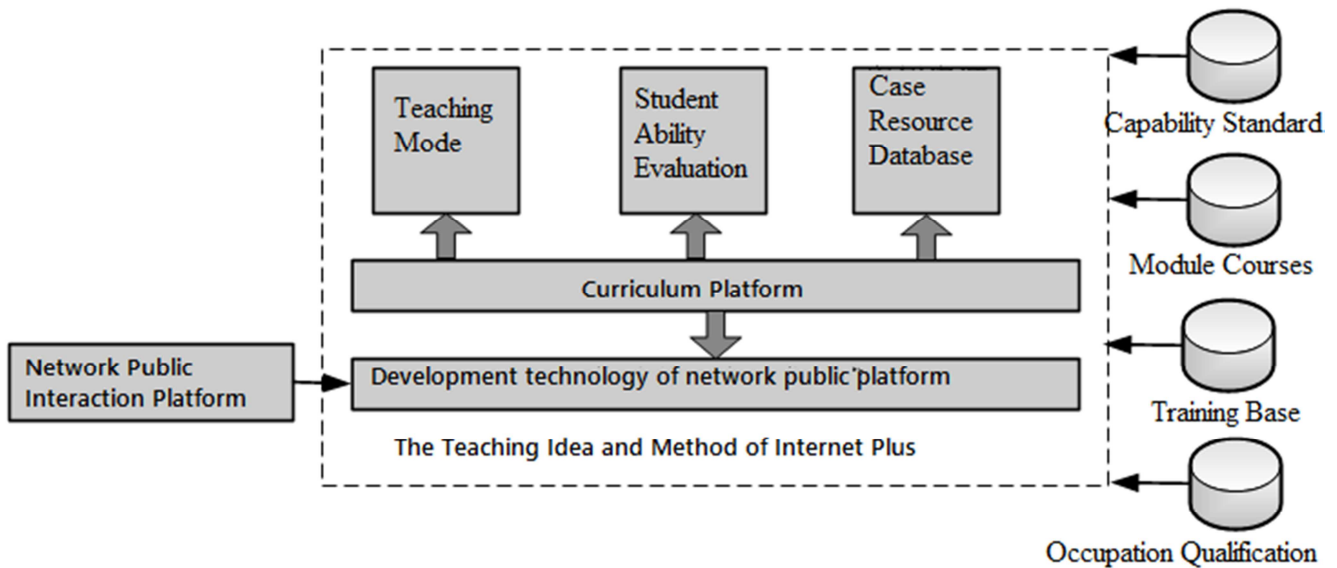 Teaching
Mode
Student
Ability
Evaluation
Case
Resource
Database
Capability Standard
Module Courses
Curriculum Platform
Network Public
Interaction Platform
Development technology of network public platform
Training Base
The Teaching Idea and Method of Internet Plus
Occupation Qualification